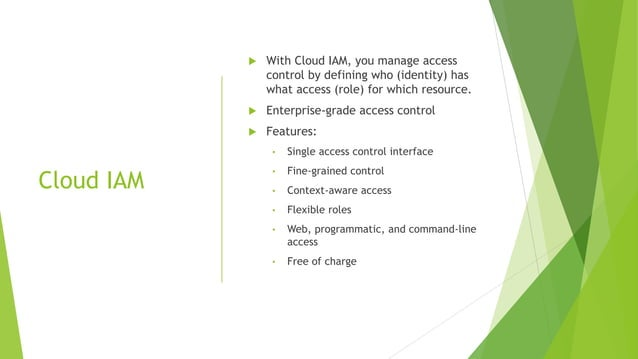 Cloud IAM
With Cloud IAM, you manage access
control by defining who (identity) has
what access (role) for which resource.
Enterprise-grade access control
Features:
Single access control interface
Fine-grained control
Context-aware access
Flexible roles
Web, programmatic, and command-line
access
Free of charge